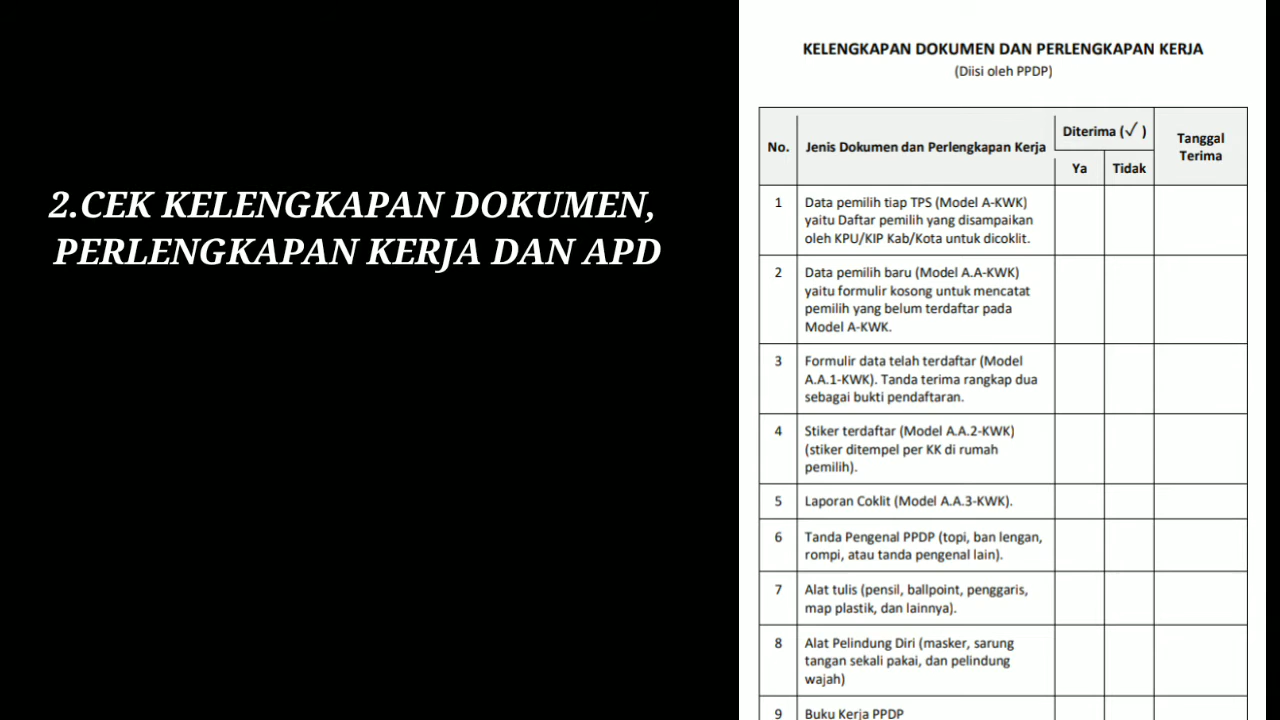 2.CEK KELENGKAPAN DOKUMEN,
PERLENGKAPAN KERJA DAN APD
KELENGKAPAN DOKUMEN DAN PERLENGKAPAN KERJA
(Diisi oleh PPDP)
No.
Jenis Dokumen dan Perlengkapan Kerja
Diterima (✓)
Ya
Tidak
Tanggal
Terima
1
Data pemilih tiap TPS (Model A-KWK)
yaitu Daftar pemilih yang disampaikan
oleh KPU/KIP Kab/Kota untuk dicoklit.
2
Data pemilih baru (Model A.A-KWK)
yaitu formulir kosong untuk mencatat
pemilih yang belum terdaftar pada
Model A-KWK.
3
Formulir data telah terdaftar (Model
A.A.1-KWK). Tanda terima rangkap dua
sebagai bukti pendaftaran.
4
Stiker terdaftar (Model A.A.2-KWK)
(stiker ditempel per KK di rumah
pemilih).
5
Laporan Coklit (Model A.A.3-KWK).
6
Tanda Pengenal PPDP (topi, ban lengan,
rompi, atau tanda pengenal lain).
7
Alat tulis (pensil, ballpoint, penggaris,
map plastik, dan lainnya).
8
Alat Pelindung Diri (masker, sarung
tangan sekali pakai, dan pelindung
wajah)
9
Buku Kerja PPDP